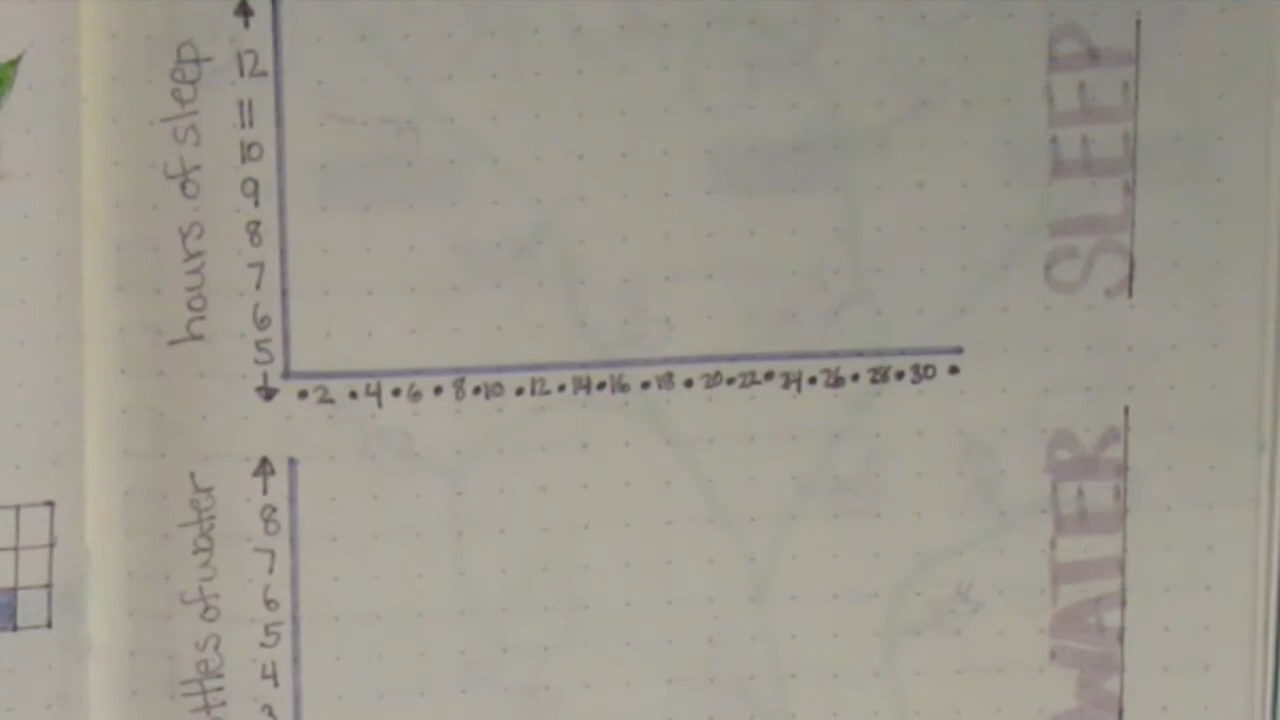 hours of sleep
12
11
10
9
8
7
6
5
• 2 • 4 • 6 • 8 • 10 • 12 • 14 • 16 • 18 • 20 • 22 • 24 • 26 • 28 • 30 •
SLEEP
ttles of water
8
7
6
5
4
3
WATER